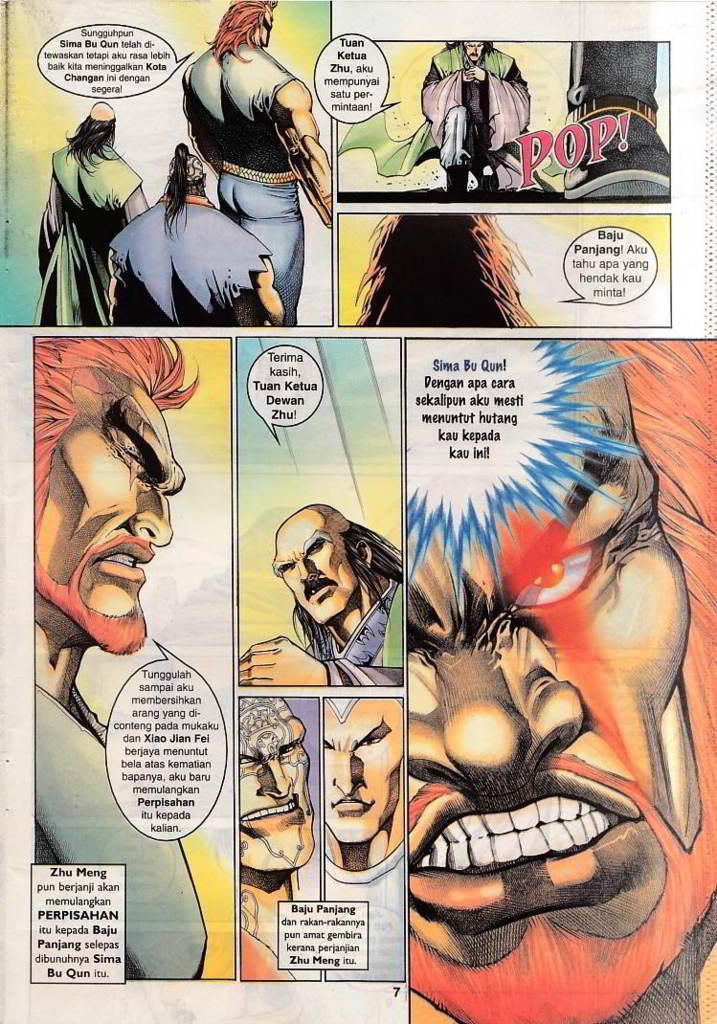 Sungguhpun
Sima Bu Qun telah di-
tewaskan tetapi aku rasa lebih
baik kita meninggalkan Kota
Changan ini dengan
segera!
Tuan
Ketua
Zhu, aku
mempunyai
satu per-
mintaan!
POP!
Baju
Panjang! Aku
tahu apa yang
hendak kau
minta!
Tunggulah
sampai aku
membersihkan
arang yang di-
conteng pada mukaku
dan Xiao Jian Fei
berjaya menuntut
bela atas kematian
bapanya, aku baru
memulangkan
Perpisahan
itu kepada
kalian.
Zhu Meng
pun berjanji akan
memulangkan
PERPISAHAN
itu kepada Baju
Panjang selepas
dibunuhnya Sima
Bu Qun itu.
Terima
kasih,
Tuan Ketua
Dewan
Zhu!
Baju Panjang
dan rakan-rakannya
pun amat gembira
kerana perjanjian
Zhu Meng itu.
Sima Bu Qun!
Dengan apa cara
sekalipun aku mesti
menuntut hutang
kau kepada
kau ini!
7